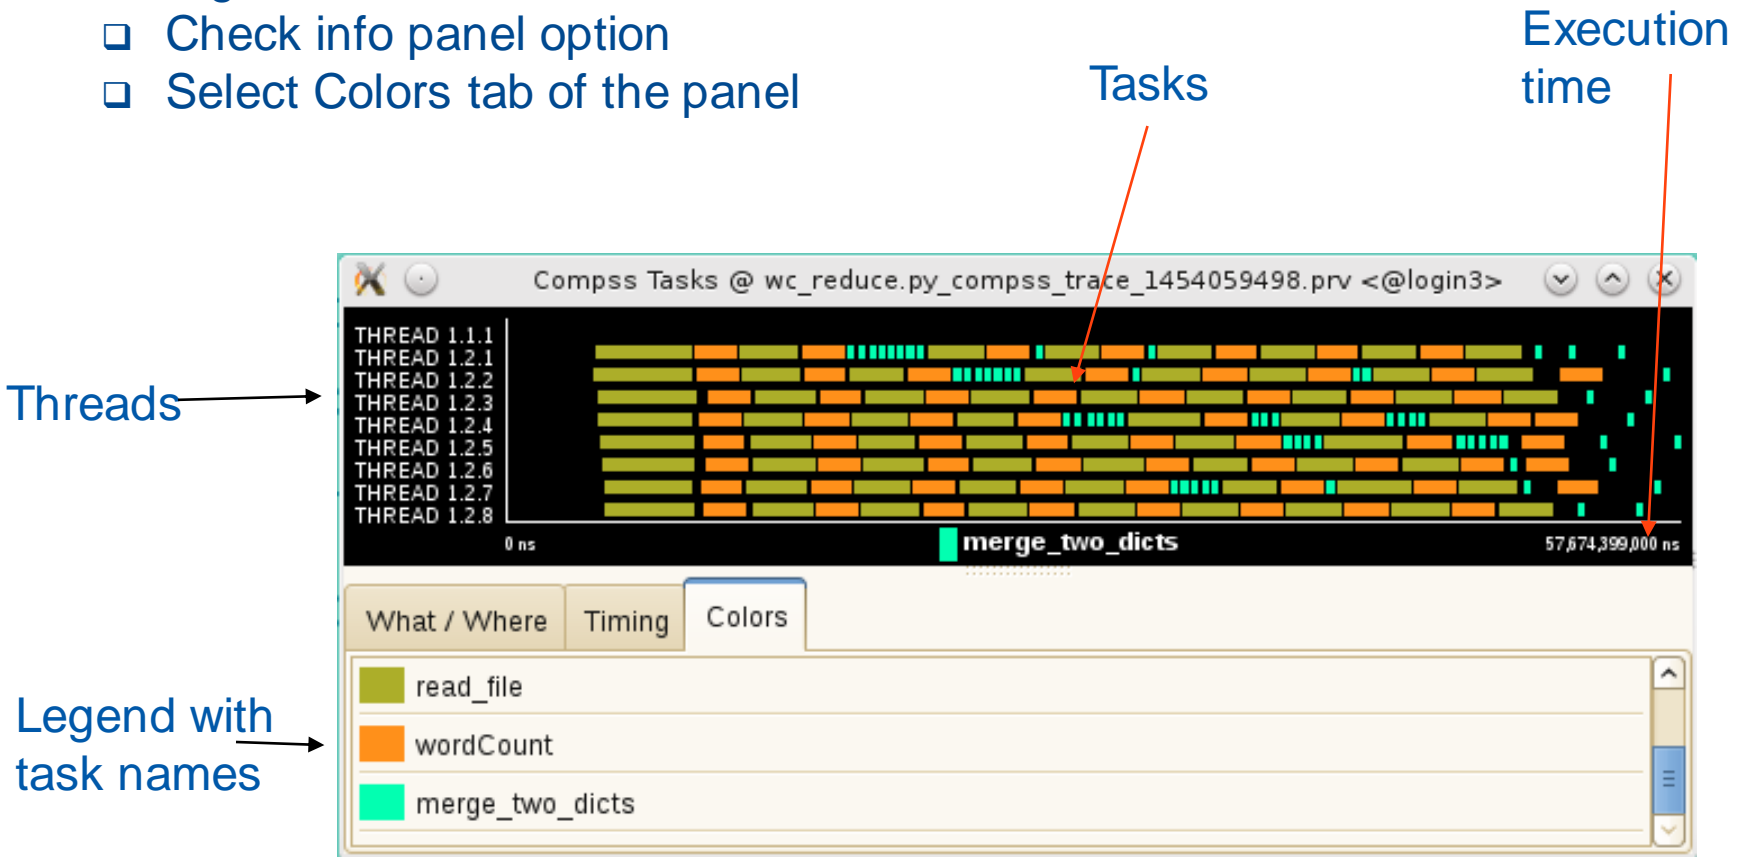 Check info panel option
Select Colors tab of the panel
Execution
time
Tasks
Compss Tasks @ wc_reduce.py_compss_trace_1454059498.prv <@login3>
THREAD 1.1.1
THREAD 1.2.1
THREAD 1.2.2
THREAD 1.2.3
THREAD 1.2.4
THREAD 1.2.5
THREAD 1.2.6
THREAD 1.2.7
THREAD 1.2.8
Threads
0 ns
merge_two_dicts
57,674,399,000 ns
What / Where
Timing
Colors
read_file
wordCount
merge_two_dicts
Legend with
task names